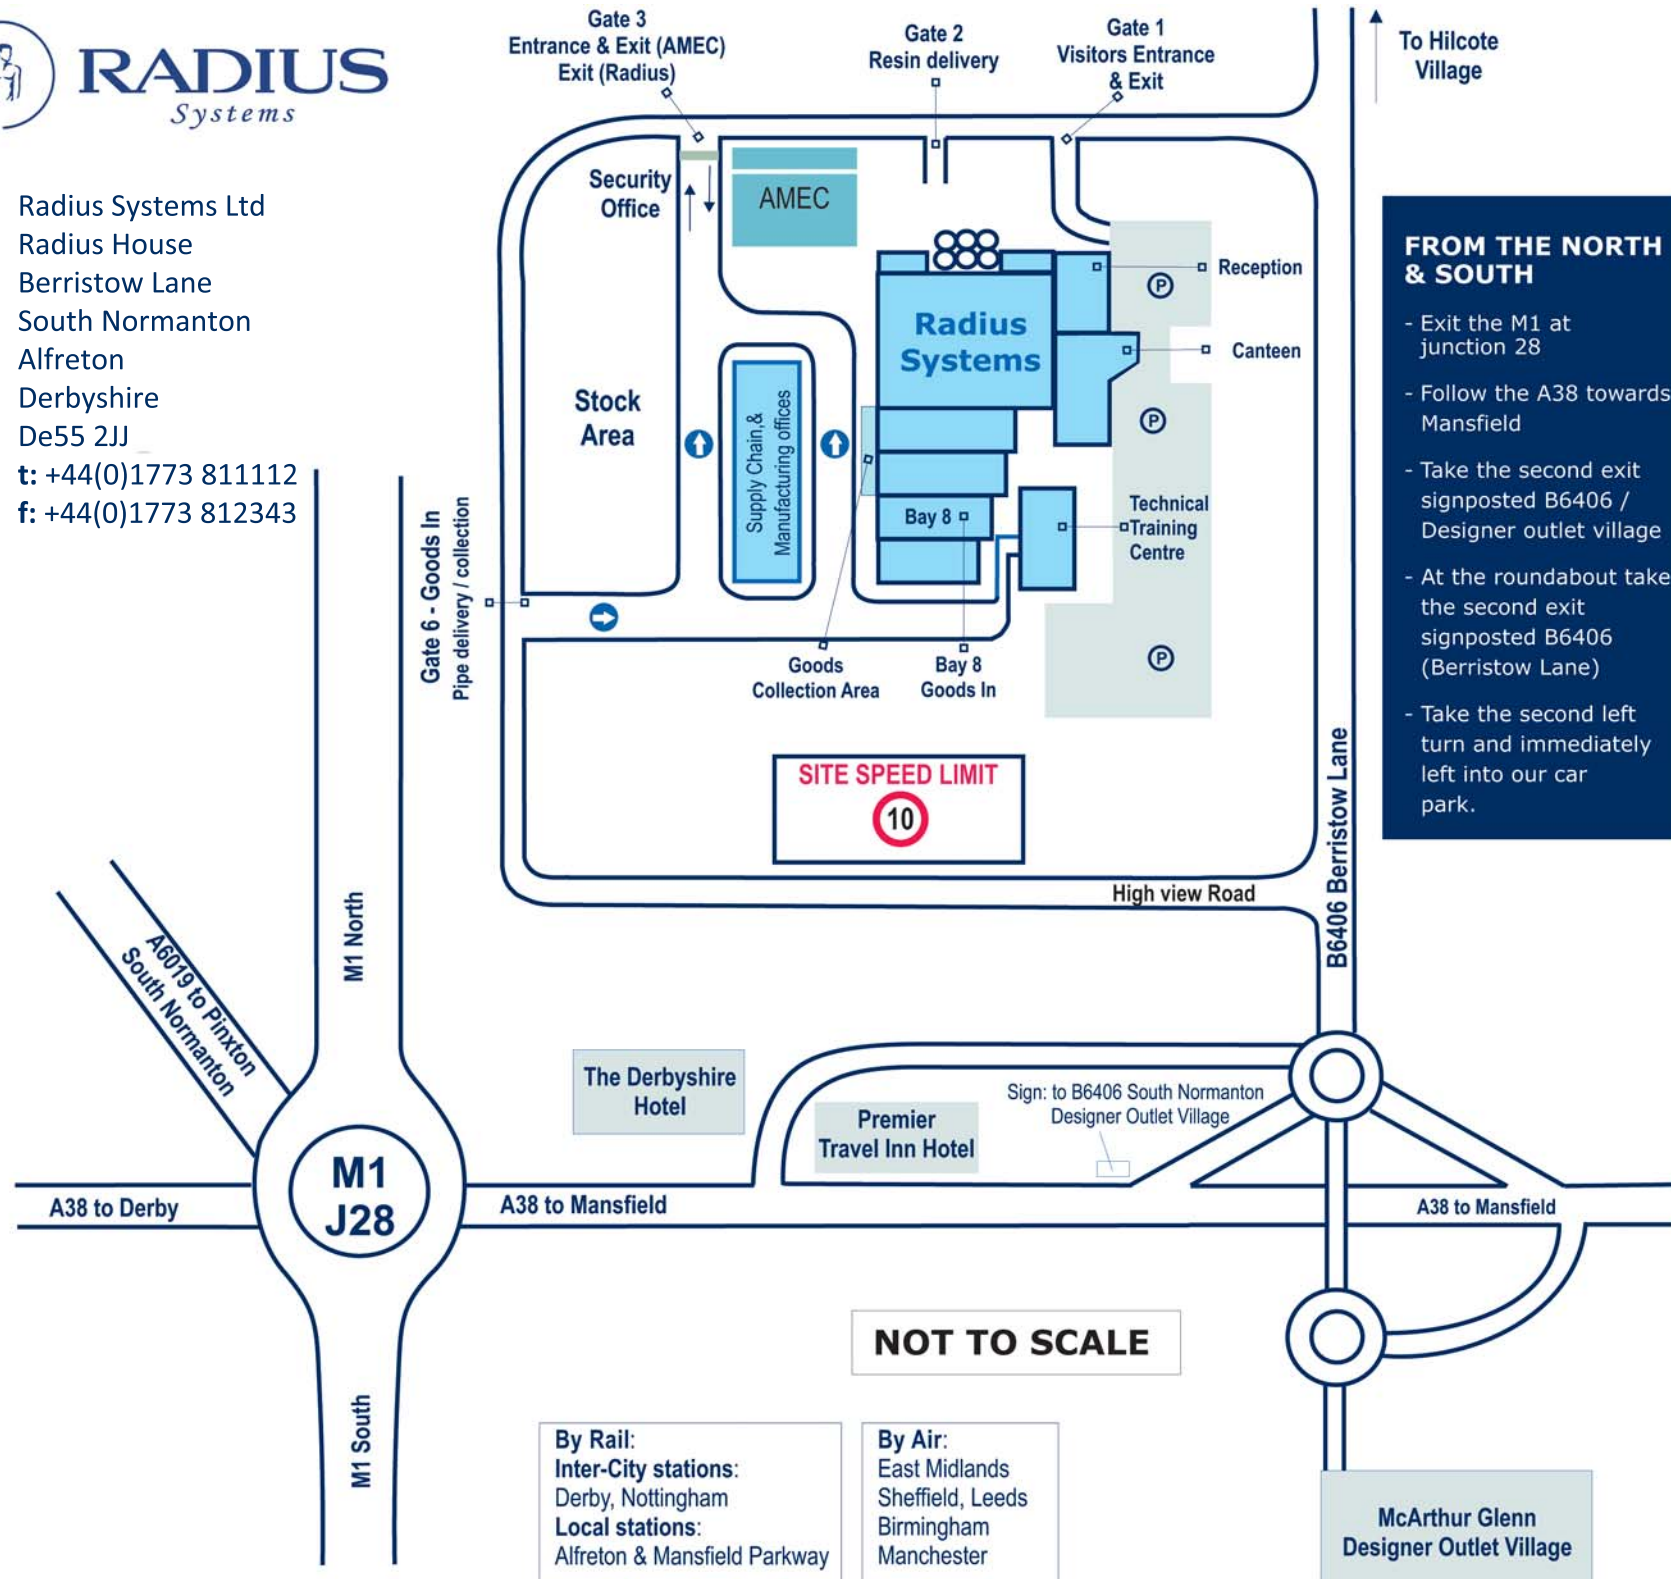 RADIUS
Systems
Radius Systems Ltd
Radius House
Berristow Lane
South Normanton
Alfreton
Derbyshire
De55 2JJ
t: +44(0)1773 811112
f: +44(0)1773 812343
Gate 3
Entrance & Exit (AMEC)
Exit (Radius)
Gate 2
Resin delivery
Gate 1
Visitors Entrance
& Exit
To Hilcote
Village
Security
Office
AMEC
Radius
Systems
P
Reception
Canteen
P
Stock
Area
Supply Chain,&
Manufacturing offices
Bay 8
Technical
Training
Centre
Gate 6 - Goods In
Pipe delivery / collection
Goods
Collection Area
Bay 8
Goods In
P
SITE SPEED LIMIT
10
High view Road
B6406 Berristow Lane
FROM THE NORTH
& SOUTH
- Exit the M1 at
junction 28
- Follow the A38 towards
Mansfield
- Take the second exit
signposted B6406 /
Designer outlet village
- At the roundabout take
the second exit
signposted B6406
(Berristow Lane)
- Take the second left
turn and immediately
left into our car
park.
M1 North
A6019 to Pinxton
South Normanton
The Derbyshire
Hotel
Premier
Travel Inn Hotel
Sign: to B6406 South Normanton
Designer Outlet Village
M1
J28
A38 to Derby
A38 to Mansfield
A38 to Mansfield
M1 South
NOT TO SCALE
By Rail:
Inter-City stations:
Derby, Nottingham
Local stations:
Alfreton & Mansfield Parkway
By Air:
East Midlands
Sheffield, Leeds
Birmingham
Manchester
McArthur Glenn
Designer Outlet Village